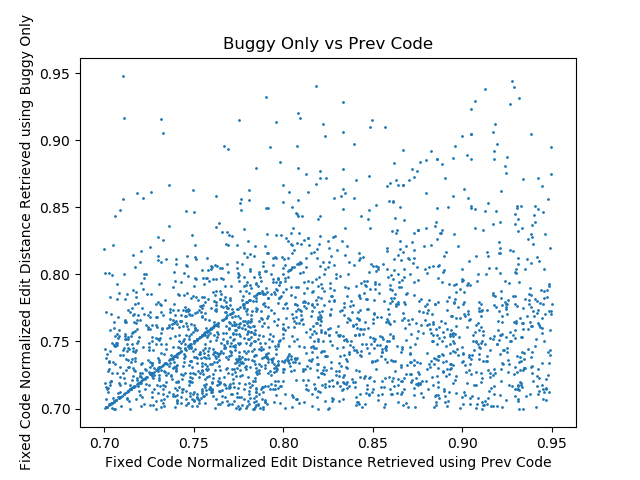 Buggy Only vs Prev Code
Fixed Code Normalized Edit Distance Retrieved using Buggy Only
0.95
0.90
0.85
0.80
0.75
0.70
0.70 0.75 0.80 0.85 0.90 0.95
Fixed Code Normalized Edit Distance Retrieved using Prev Code